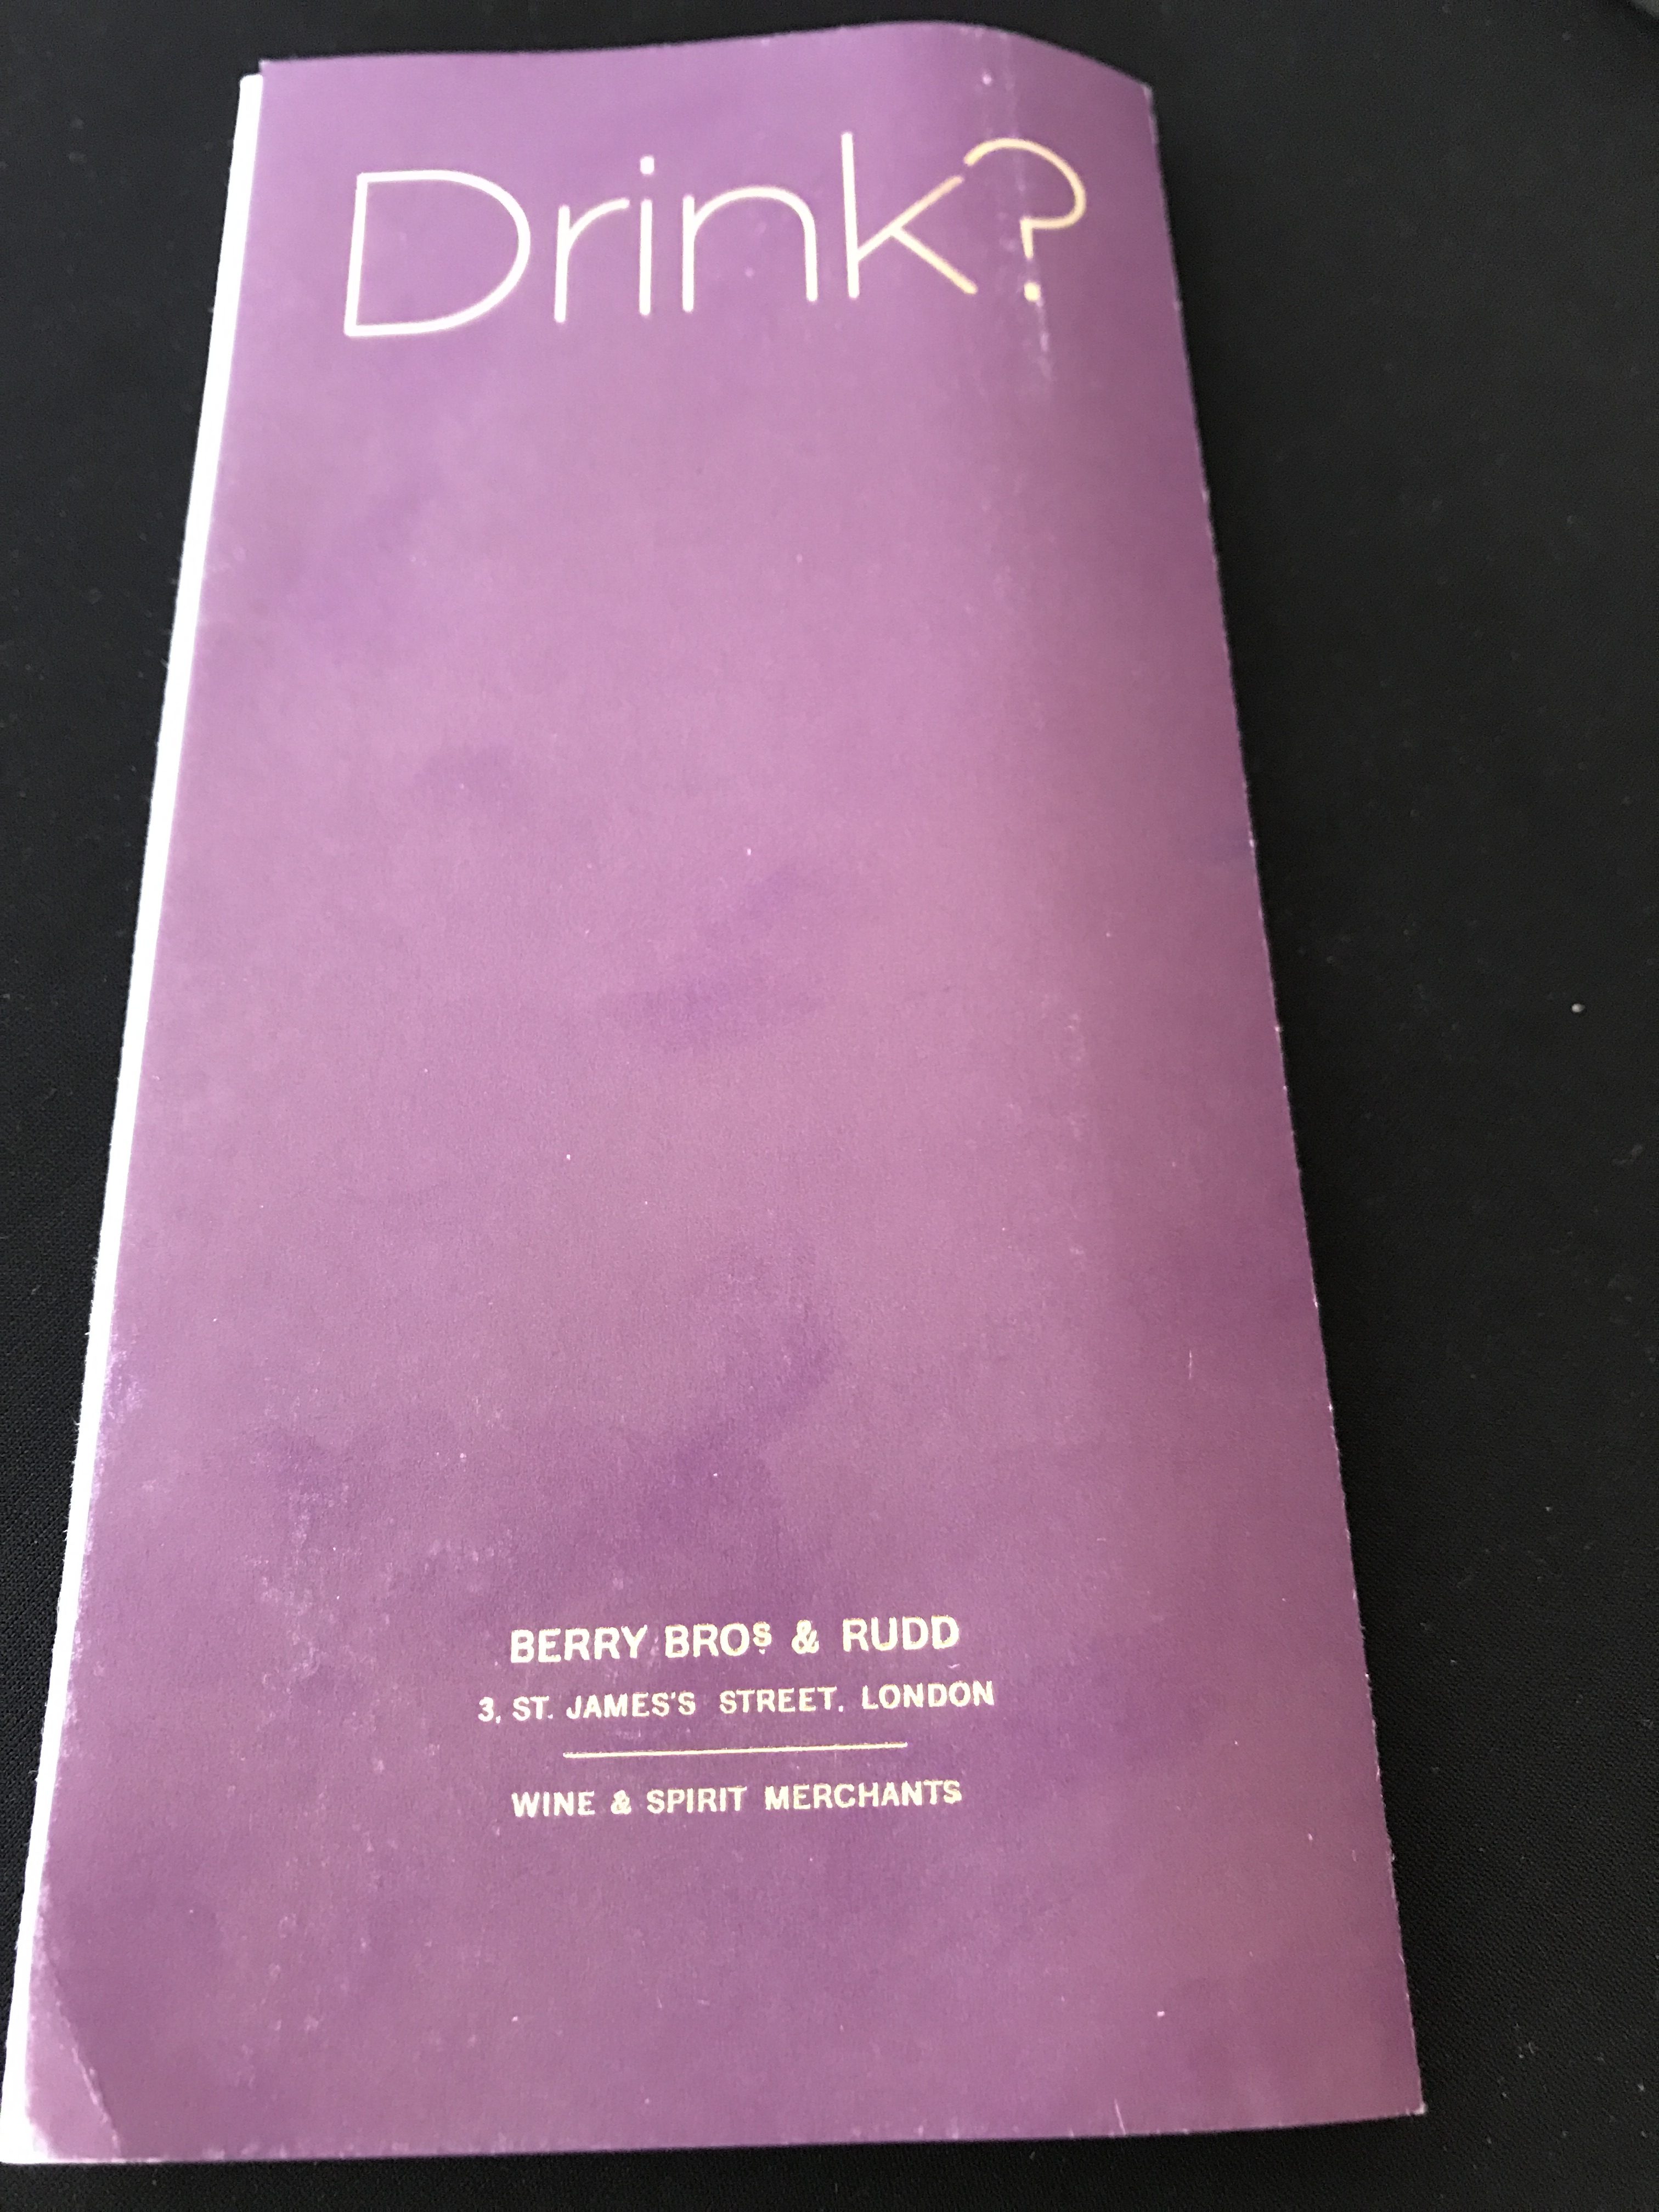 Drink?
BERRY BROS & RUDD
3, ST. JAMES'S STREET, LONDON
WINE & SPIRIT MERCHANTS